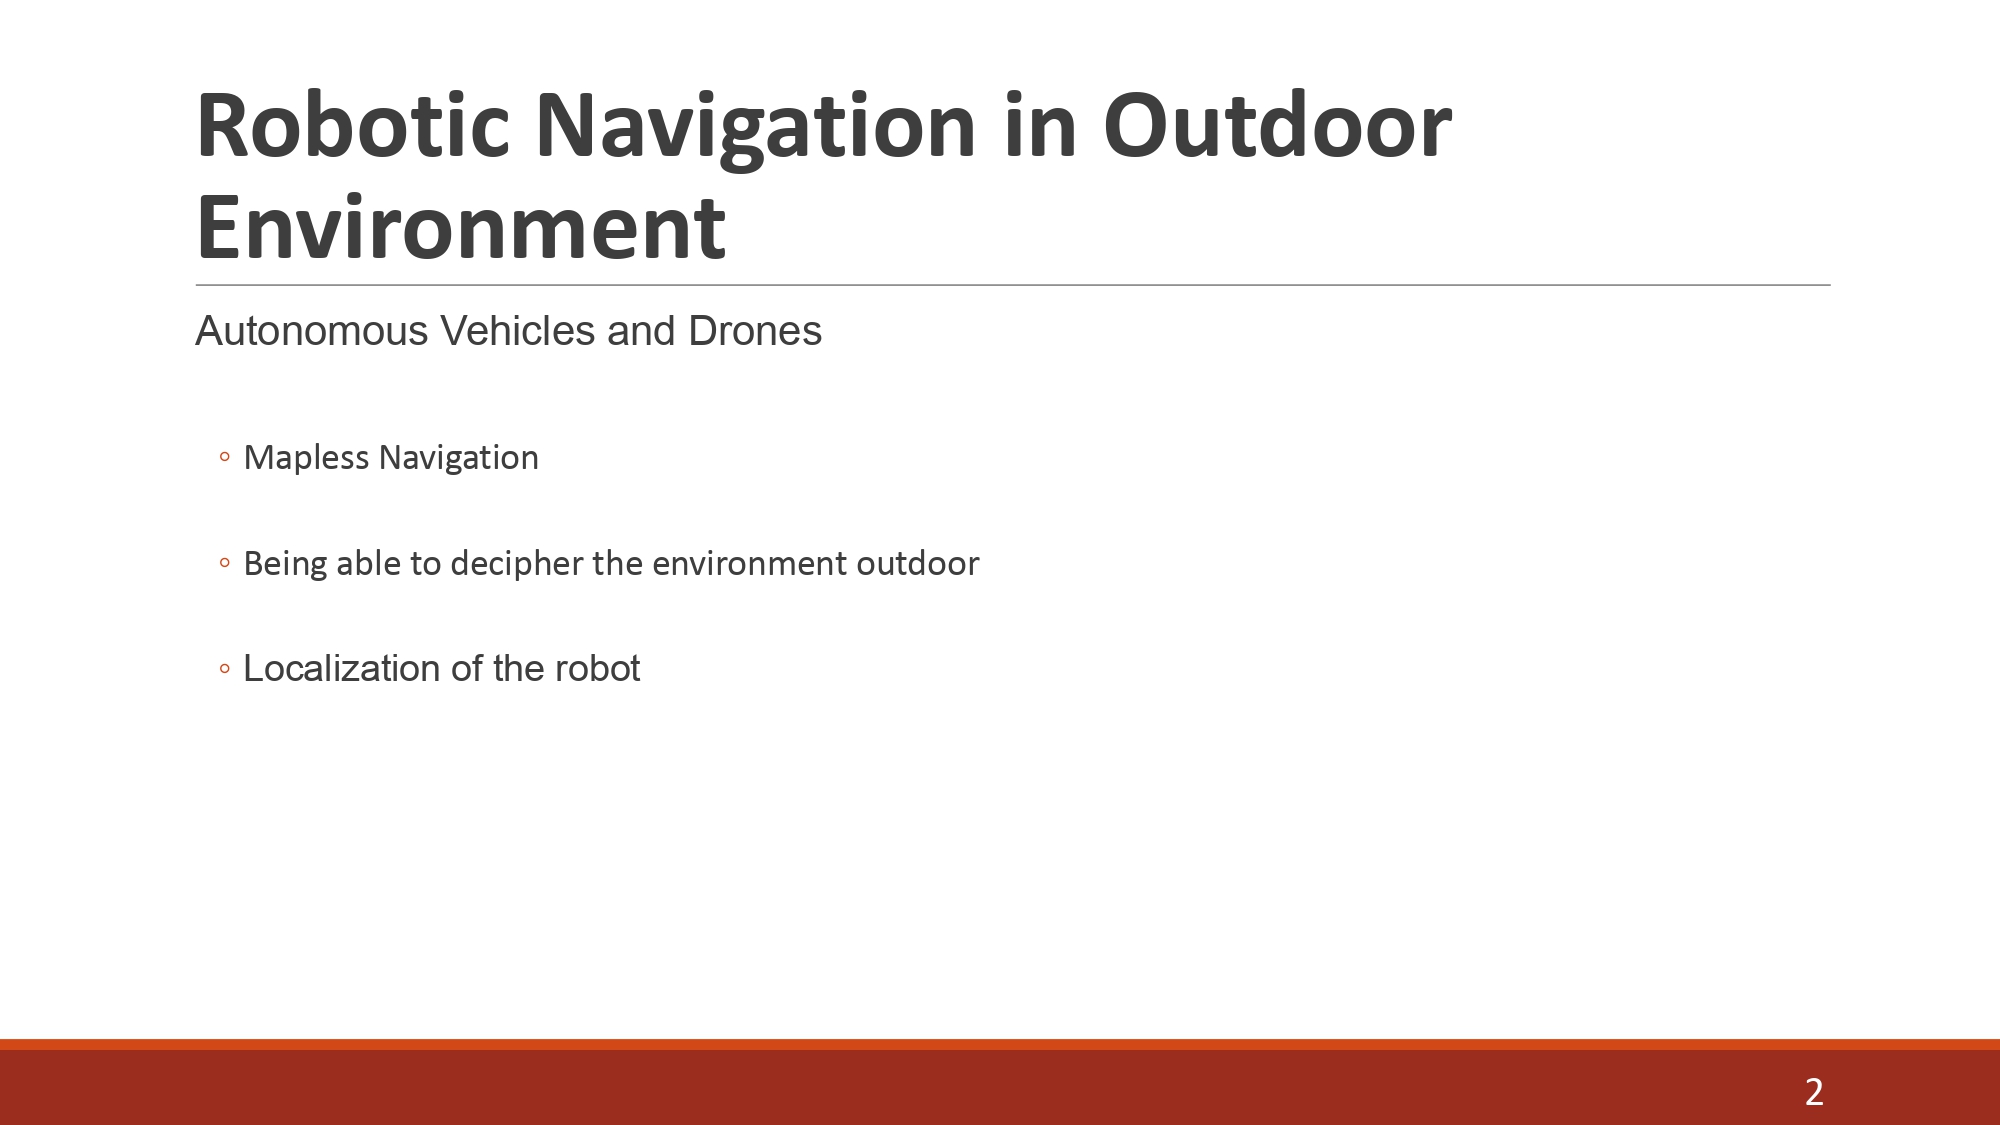 Robotic Navigation in Outdoor
Environment
Autonomous Vehicles and Drones
◦ Mapless Navigation
◦ Being able to decipher the environment outdoor
◦ Localization of the robot
2